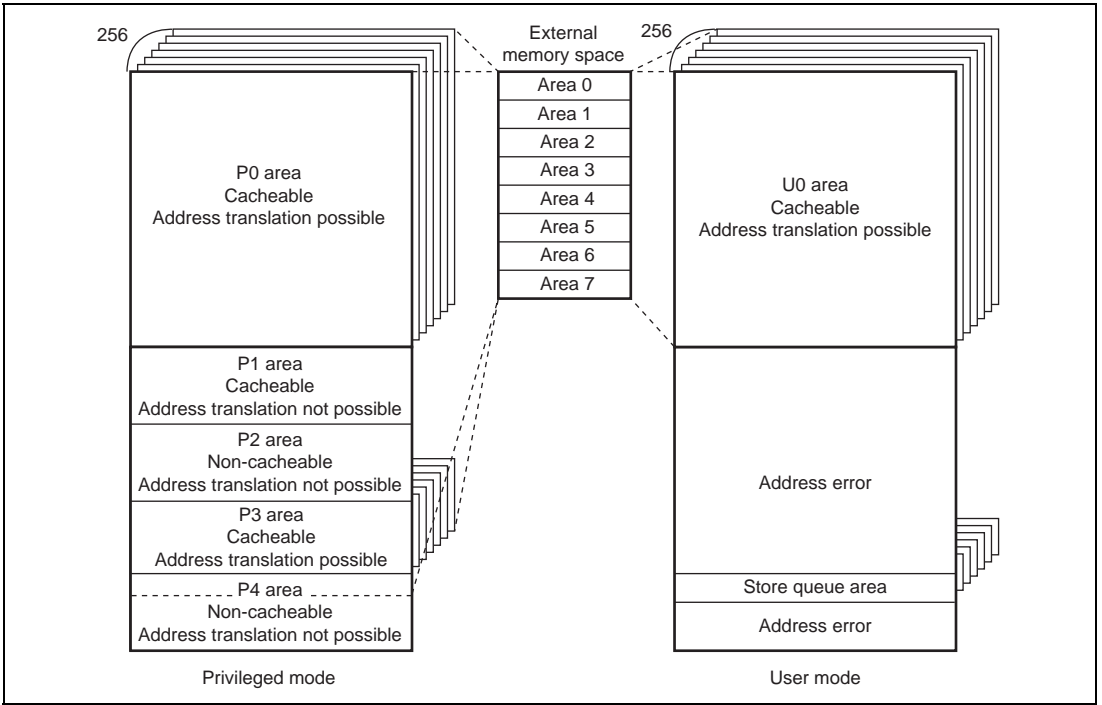 256
P0 area
Cacheable
Address translation possible
P1 area
Cacheable
Address translation not possible
P2 area
Non-cacheable
Address translation not possible
P3 area
Cacheable
Address translation possible
P4 area
Non-cacheable
Address translation not possible
Privileged mode
External
memory space
Area 0
Area 1
Area 2
Area 3
Area 4
Area 5
Area 6
Area 7
256
U0 area
Cacheable
Address translation possible
Address error
Store queue area
Address error
User mode